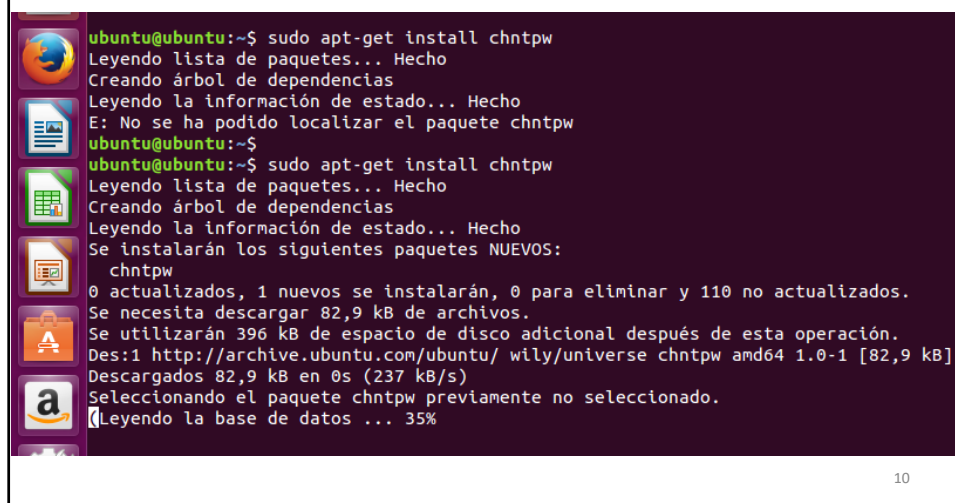 ubuntu@ubuntu:~$ sudo apt-get install chntpw
Leyendo lista de paquetes... Hecho
Creando árbol de dependencias
Leyendo la información de estado... Hecho
E: No se ha podido localizar el paquete chntpw
ubuntu@ubuntu:~$
ubuntu@ubuntu:~$ sudo apt-get install chntpw
Leyendo lista de paquetes... Hecho
Creando árbol de dependencias
Leyendo la información de estado... Hecho
Se instalarán los siguientes paquetes NUEVOS:
  chntpw
0 actualizados, 1 nuevos se instalarán, 0 para eliminar y 110 no actualizados.
Se necesita descargar 82,9 kB de archivos.
Se utilizarán 396 kB de espacio de disco adicional después de esta operación.
Des:1 http://archive.ubuntu.com/ubuntu/ wily/universe chntpw amd64 1.0-1 [82,9 kB]
Descargados 82,9 kB en 0s (237 kB/s)
Seleccionando el paquete chntpw previamente no seleccionado.
(Leyendo la base de datos ... 35%
10